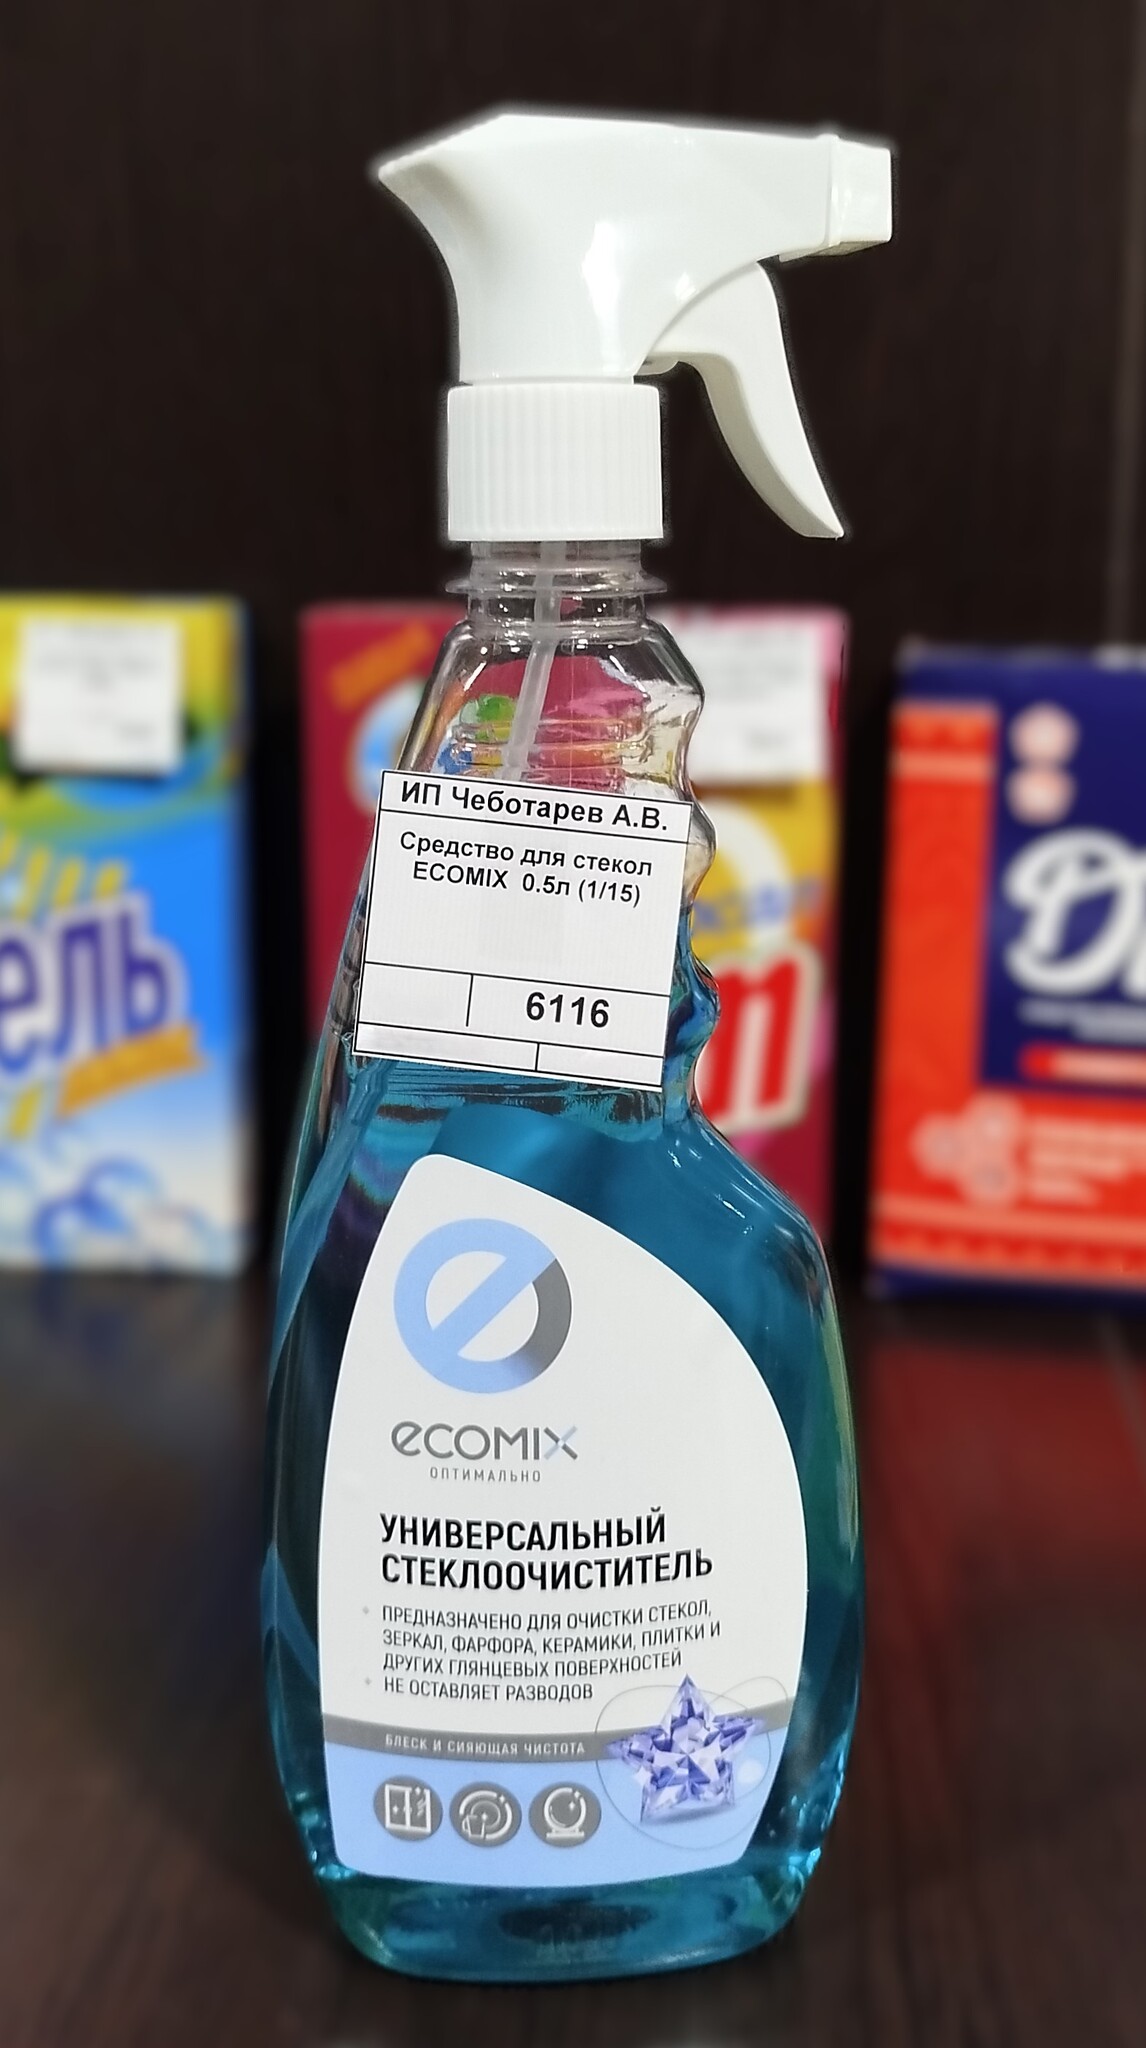 ИП Чеботарев А.В.
Средство для стекол
ECOMIX 0.5л (1/15)
6116
ель
m
ecomix
ОПТИМАЛЬНО
УНИВЕРСАЛЬНЫЙ
СТЕКЛООЧИСТИТЕЛЬ
ПРЕДНАЗНАЧЕНО ДЛЯ ОЧИСТКИ СТЕКОЛ,
ЗЕРКАЛ, ФАРФОРА, КЕРАМИКИ, ПЛИТКИ И
ДРУГИХ ГЛЯНЦЕВЫХ ПОВЕРХНОСТЕЙ
НЕ ОСТАВЛЯЕТ РАЗВОДОВ
БЛЕСК И СИЯЮЩАЯ ЧИСТОТА